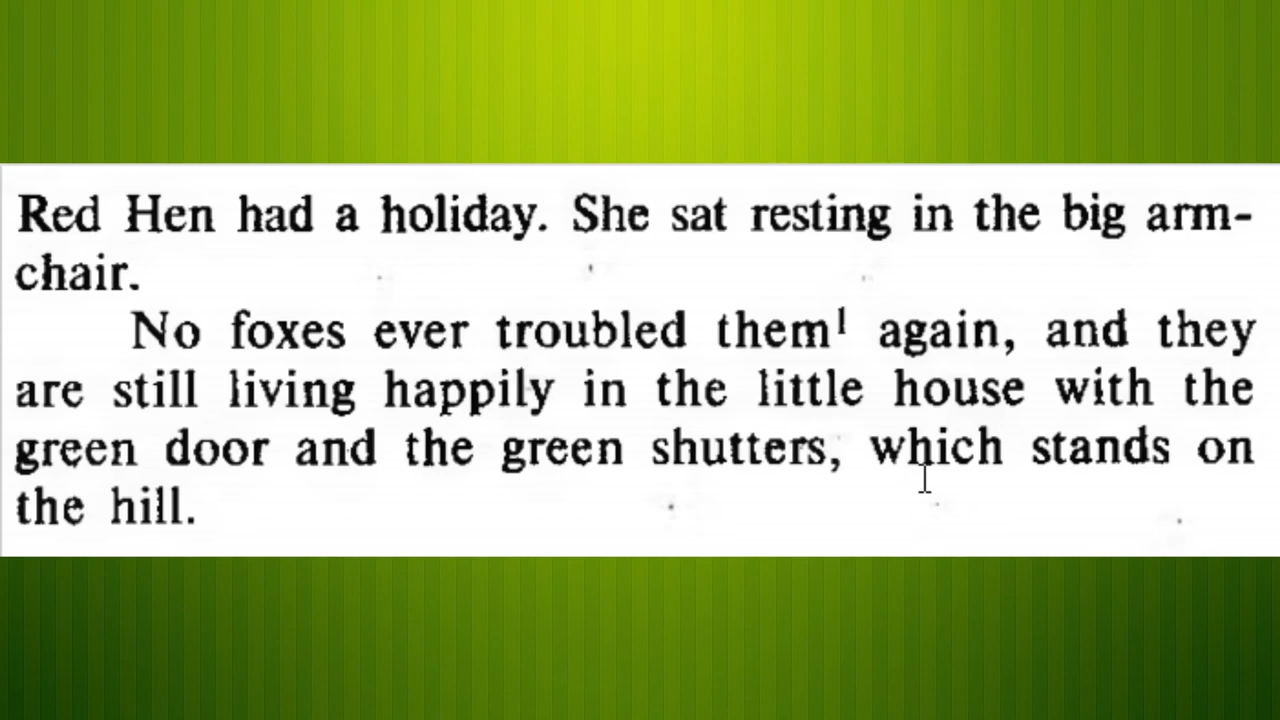 Red Hen had a holiday. She sat resting in the big arm-
chair.
No foxes ever troubled them¹ again, and they
are still living happily in the little house with the
green door and the green shutters, which stands on
the hill.